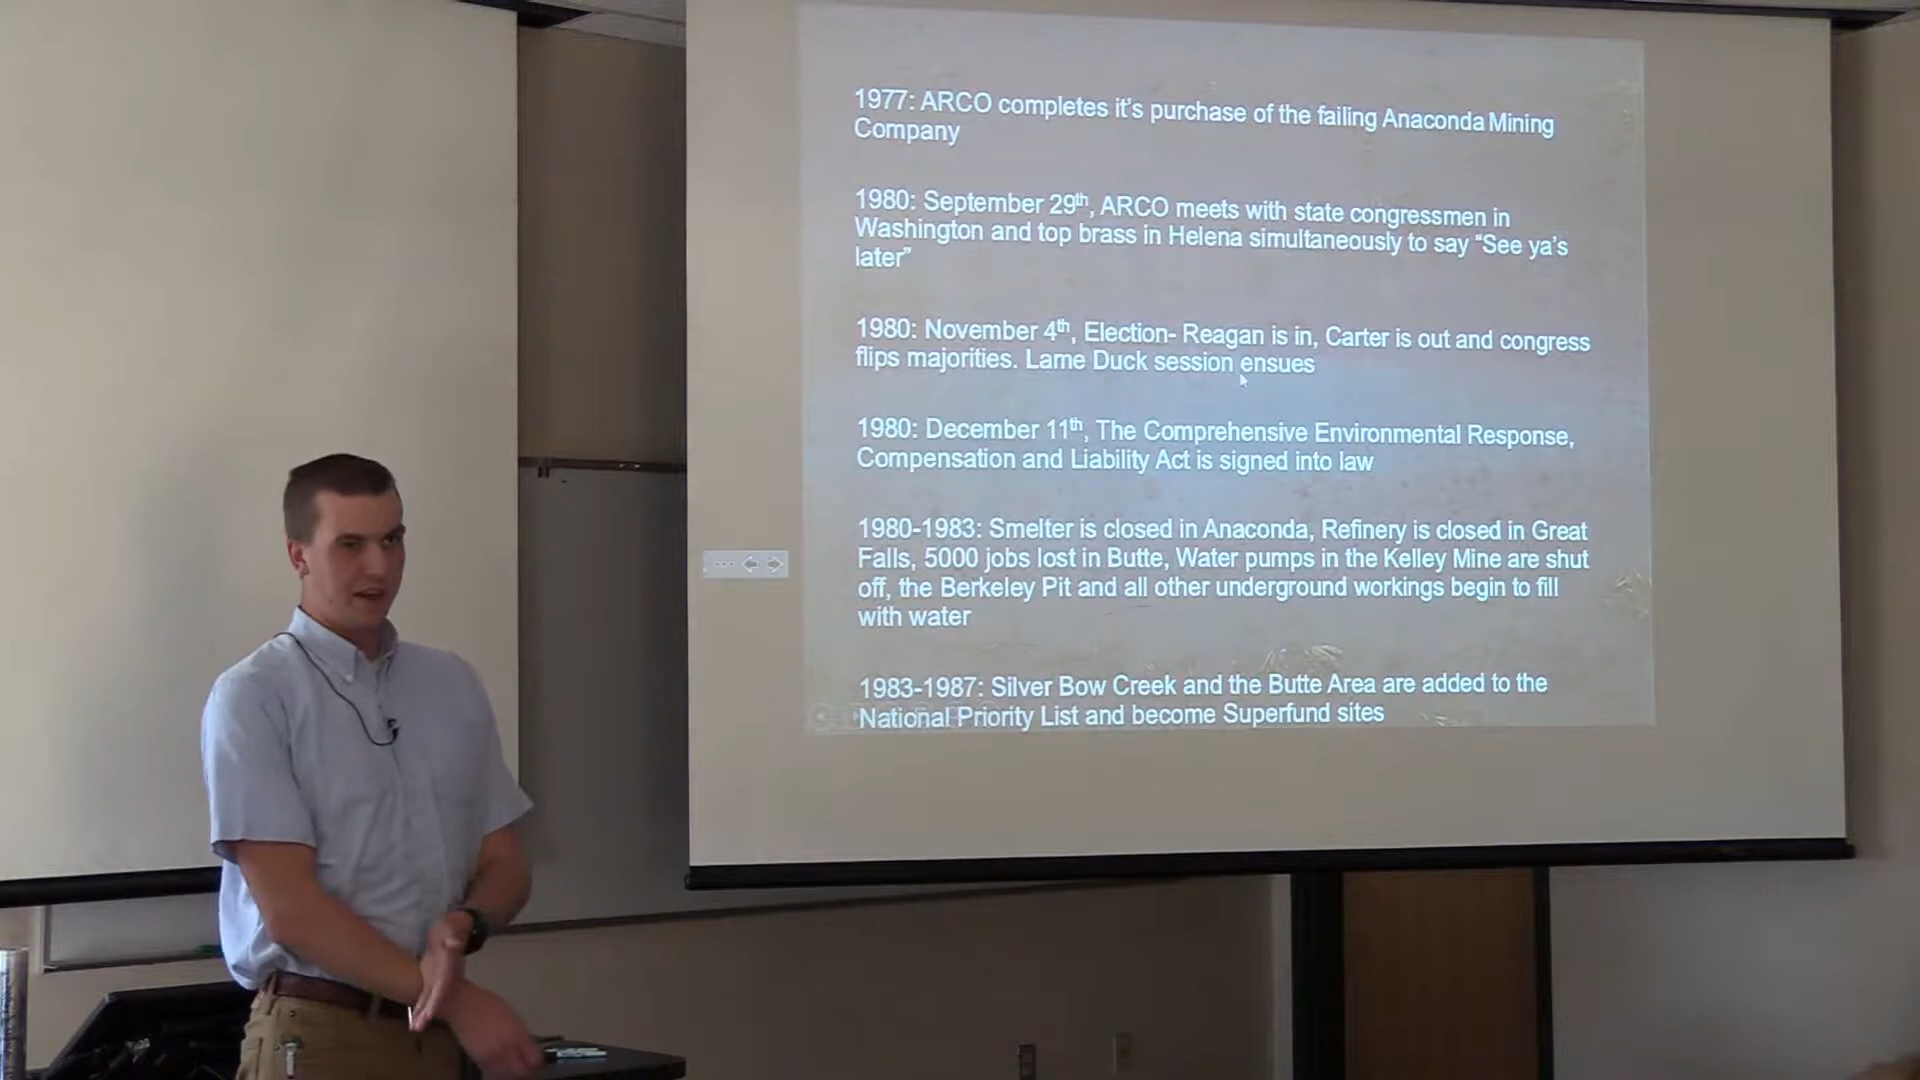 1977: ARCO completes it's purchase of the failing Anaconda Mining
Company
1980: September 29th, ARCO meets with state congressmen in
Washington and top brass in Helena simultaneously to say “See ya's
later”
1980: November 4th, Election- Reagan is in, Carter is out and congress
flips majorities. Lame Duck session ensues
1980: December 11th, The Comprehensive Environmental Response,
Compensation and Liability Act is signed into law
1980-1983: Smelter is closed in Anaconda, Refinery is closed in Great
Falls, 5000 jobs lost in Butte, Water pumps in the Kelley Mine are shut
off, the Berkeley Pit and all other underground workings begin to fill
with water
1983-1987: Silver Bow Creek and the Butte Area are added to the
National Priority List and become Superfund sites